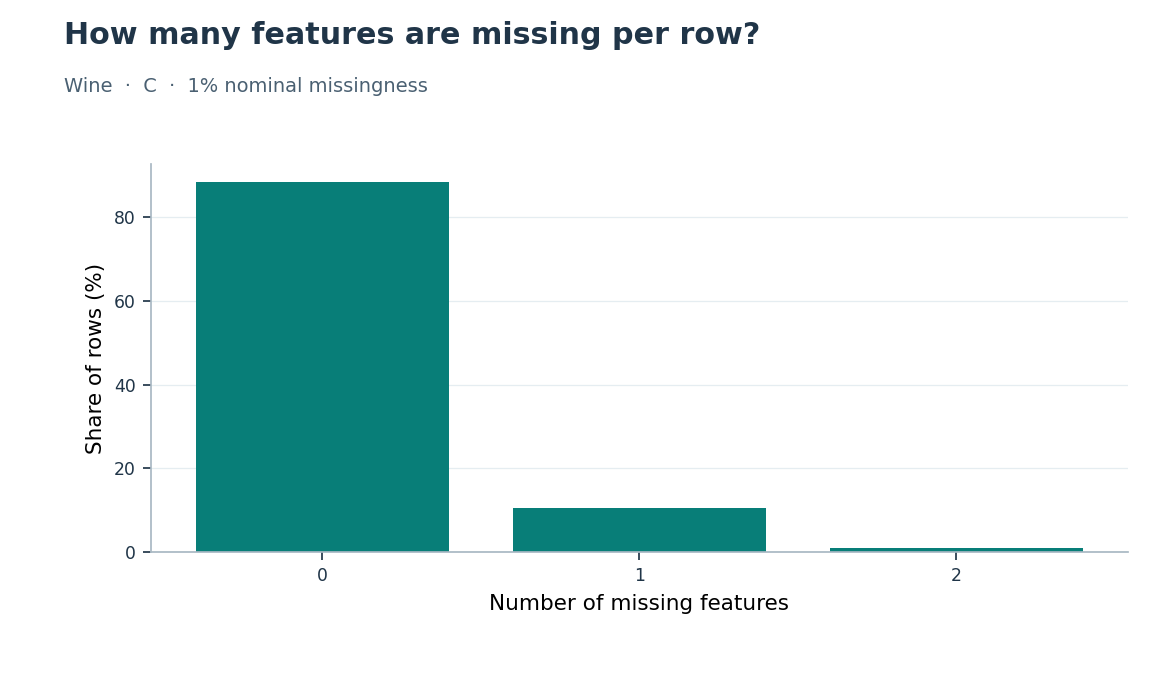 How many features are missing per row?
Wine · C · 1% nominal missingness
Share of rows (%)
80
60
40
20
0
0 1 2
Number of missing features